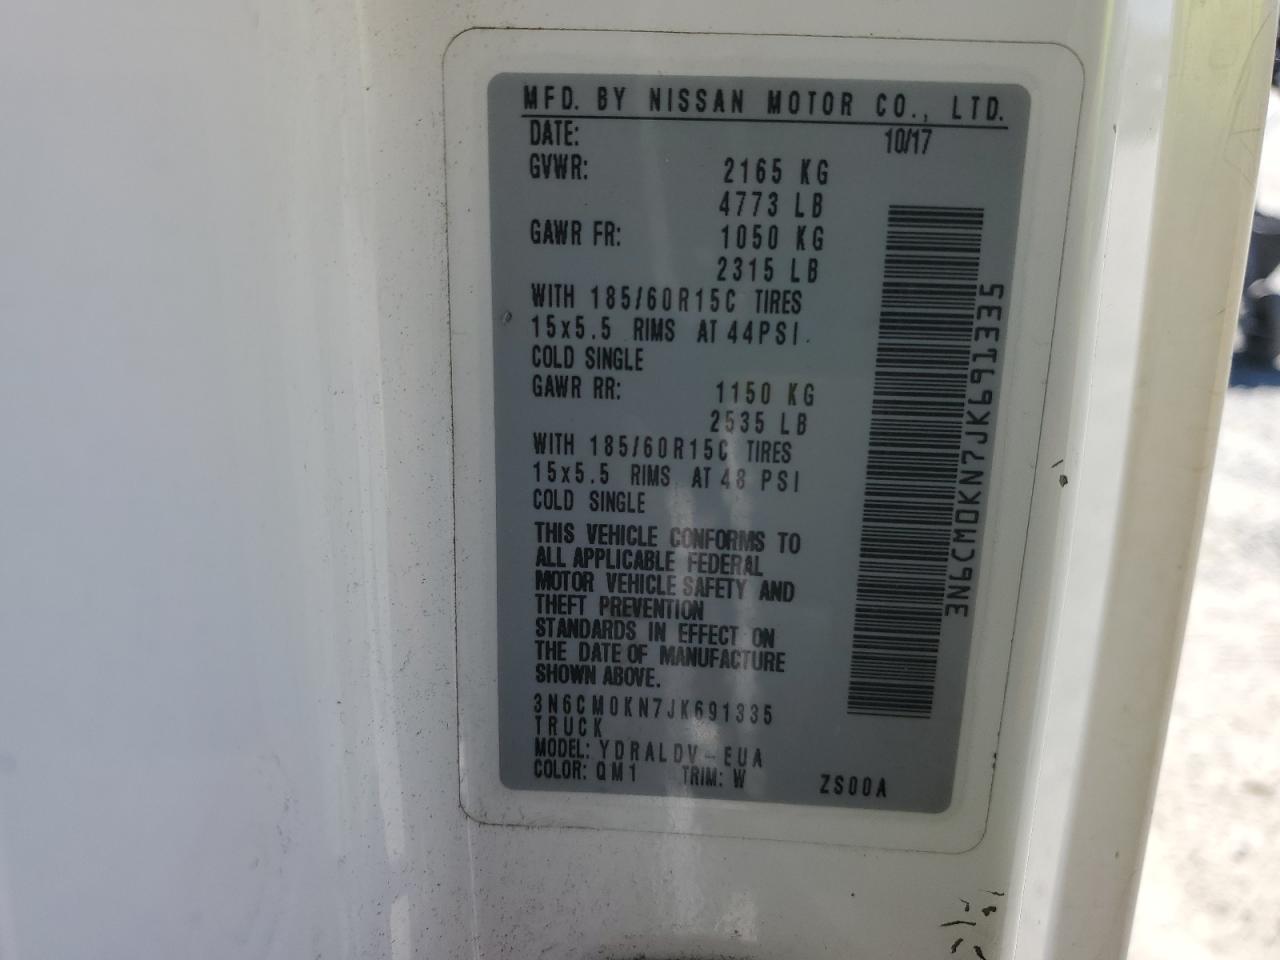 MFD. BY NISSAN MOTOR CO., LTD.
DATE: 10/17
GVWR: 2165 KG
4773 LB
GAWR FR: 1050 KG
2315 LB
WITH 185/60R15C TIRES
15x5.5 RIMS AT 44PSI.
COLD SINGLE
GAWR RR: 1150 KG
2535 LB
WITH 185/60R15C TIRES
15x5.5 RIMS AT 48 PSI
COLD SINGLE
THIS VEHICLE CONFORMS TO
ALL APPLICABLE FEDERAL
MOTOR VEHICLE SAFETY AND
THEFT PREVENTION
STANDARDS IN EFFECT ON
THE DATE OF MANUFACTURE
SHOWN ABOVE.
3N6CM0KN7JK691335
TRUCK
MODEL: YDRALDV-EUA
COLOR: QM1 TRIM: W ZS00A
3N6CM0KN7JK691335